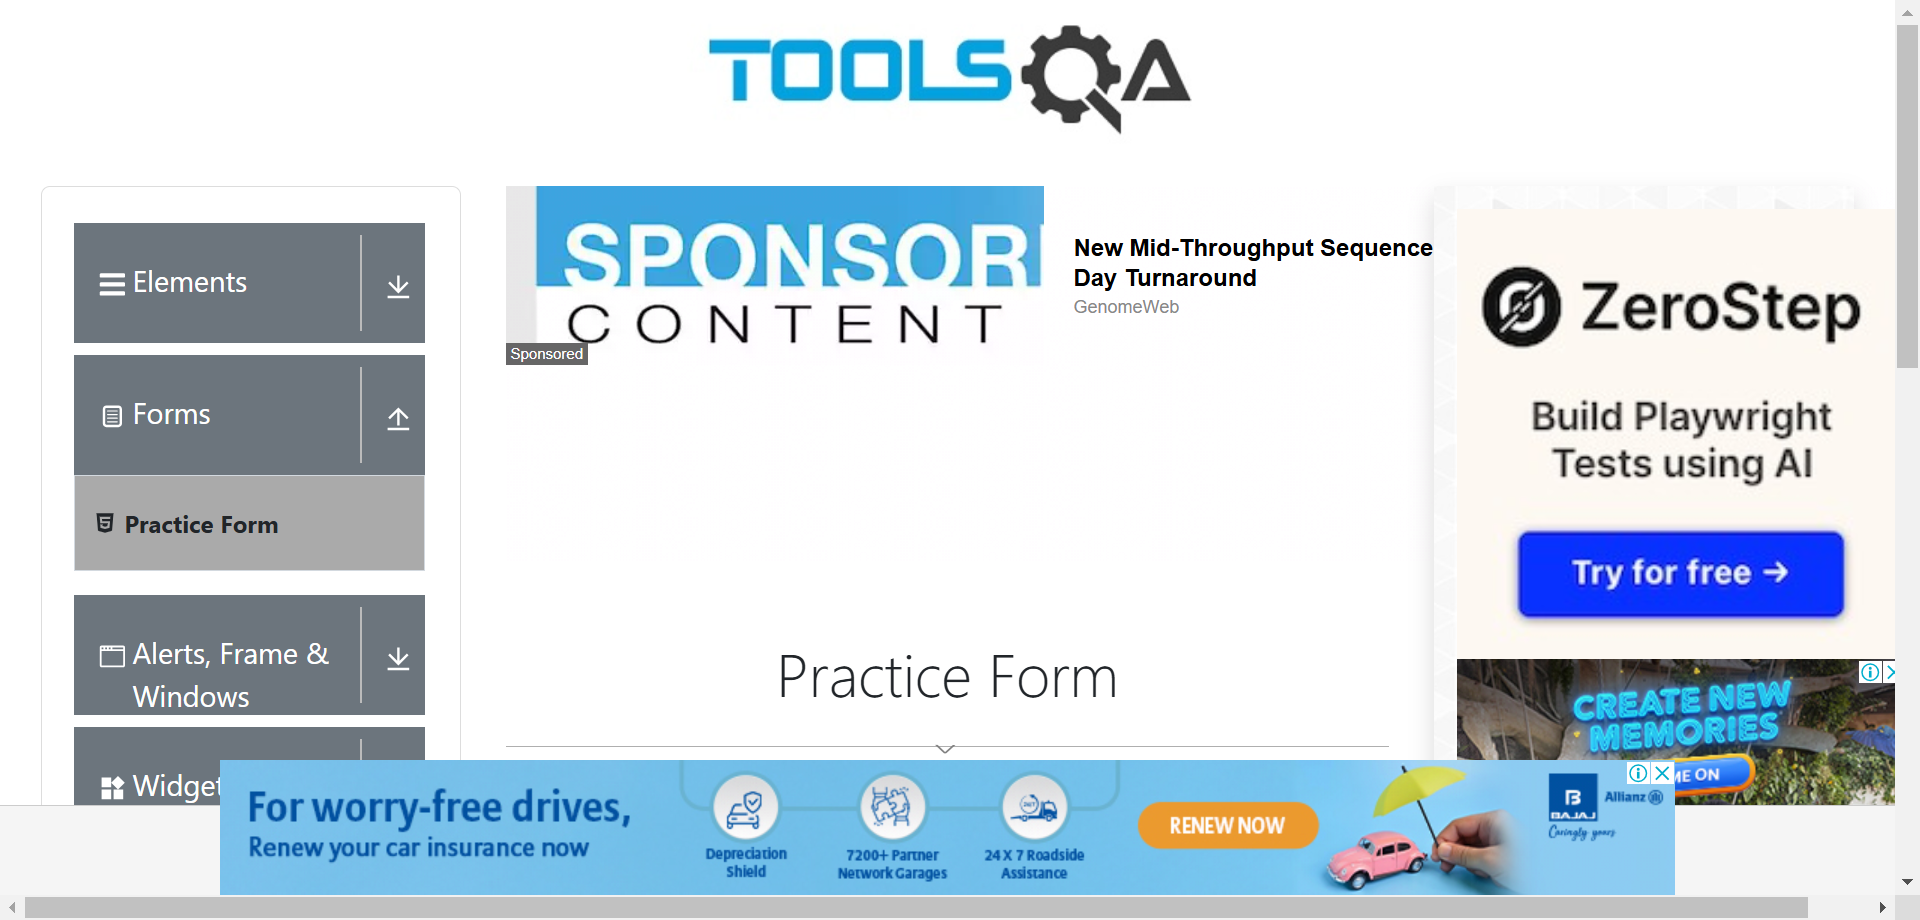 TOOLSQA
Elements
Forms
Practice Form
Alerts, Frame &
Windows
Widget
SPONSOR
CONTENT
Sponsored
New Mid-Throughput Sequence
Day Turnaround
GenomeWeb
Practice Form
ZeroStep
Build Playwright
Tests using AI
Try for free →
CREATE NEW
MEMORIES
ME ON
For worry-free drives,
Renew your car insurance now
Depreciation
Shield
7200+ Partner
Network Garages
24 X 7 Roadside
Assistance
RENEW NOW
B
BAJAJ
Allianz
Caringly yours